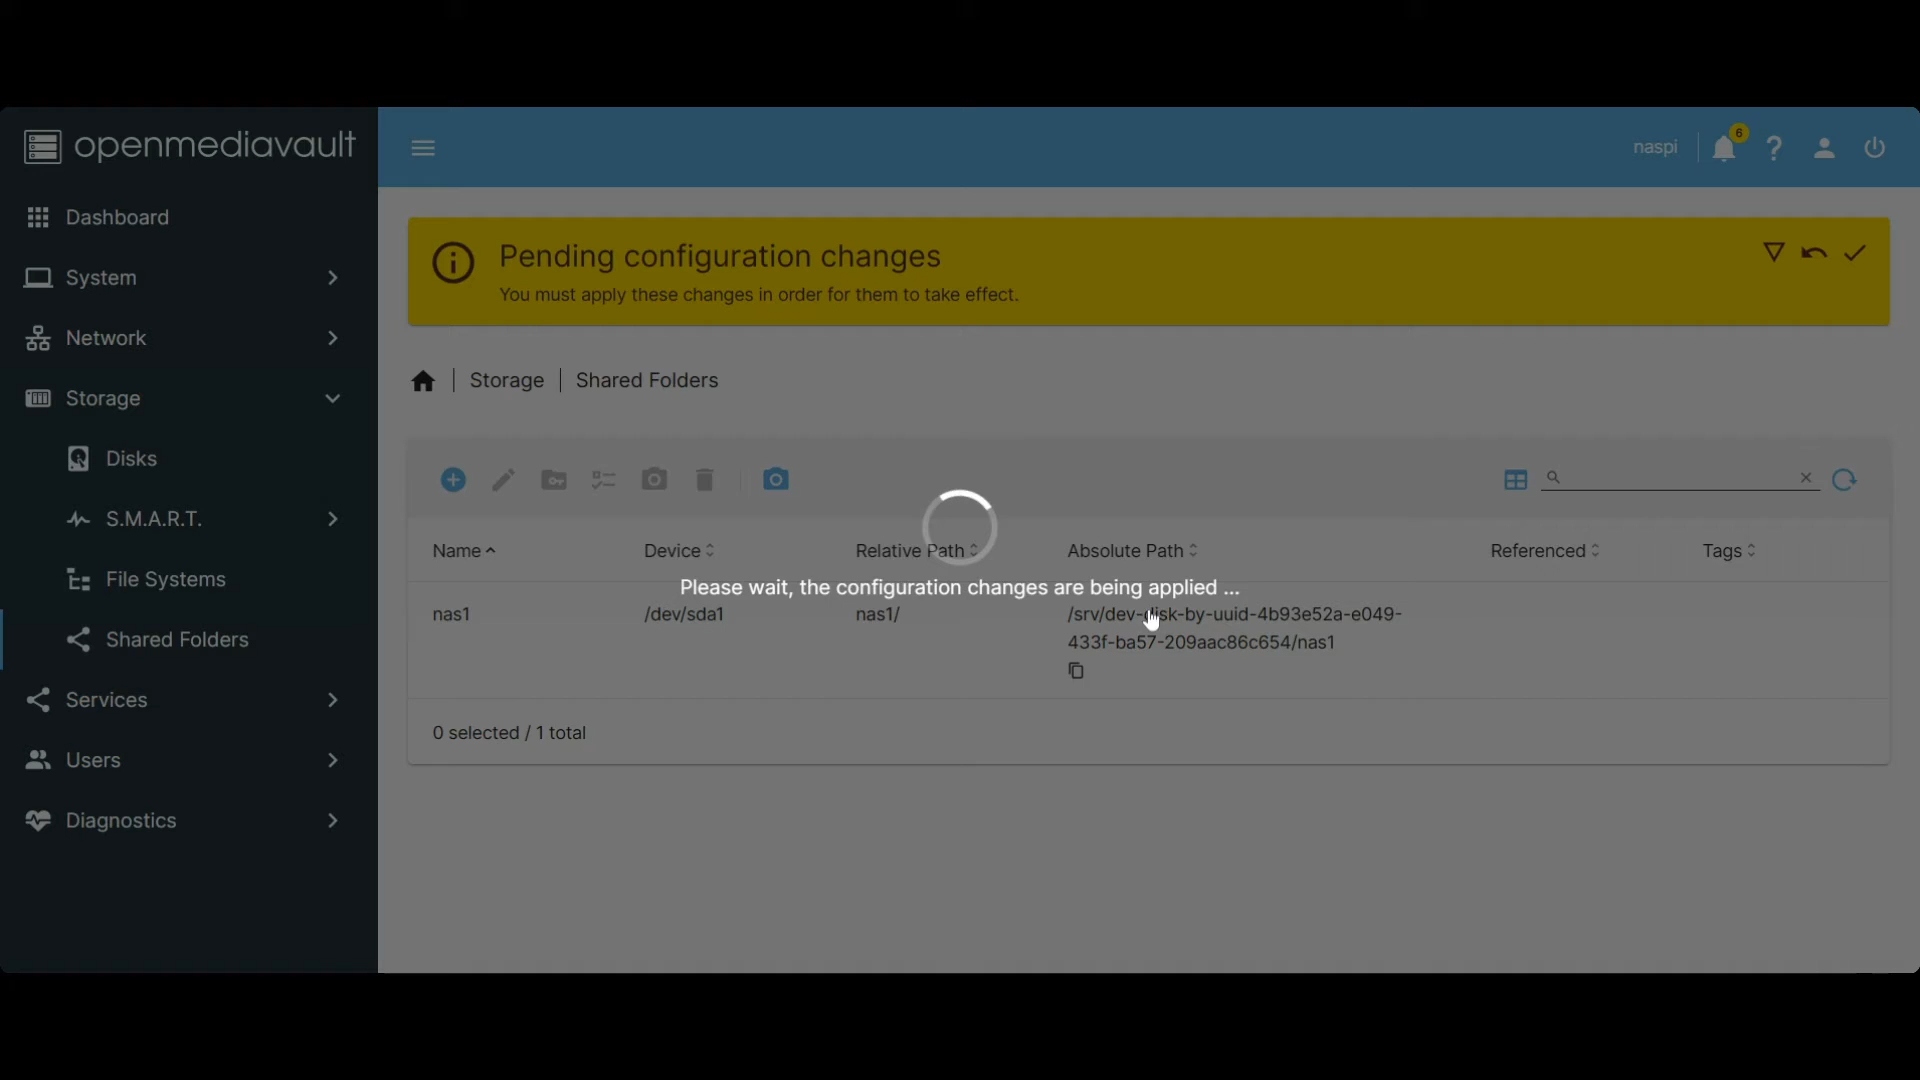 openmediavault
naspi
6
Dashboard
System
Network
Storage
Disks
S.M.A.R.T.
File Systems
Shared Folders
Services
Users
Diagnostics
Pending configuration changes
You must apply these changes in order for them to take effect.
Storage | Shared Folders
Name Device Relative Path Absolute Path Referenced Tags
Please wait, the configuration changes are being applied ...
nas1 /dev/sda1 nas1/ /srv/dev-disk-by-uuid-4b93e52a-e049-
433f-ba57-209aac86c654/nas1
0 selected / 1 total